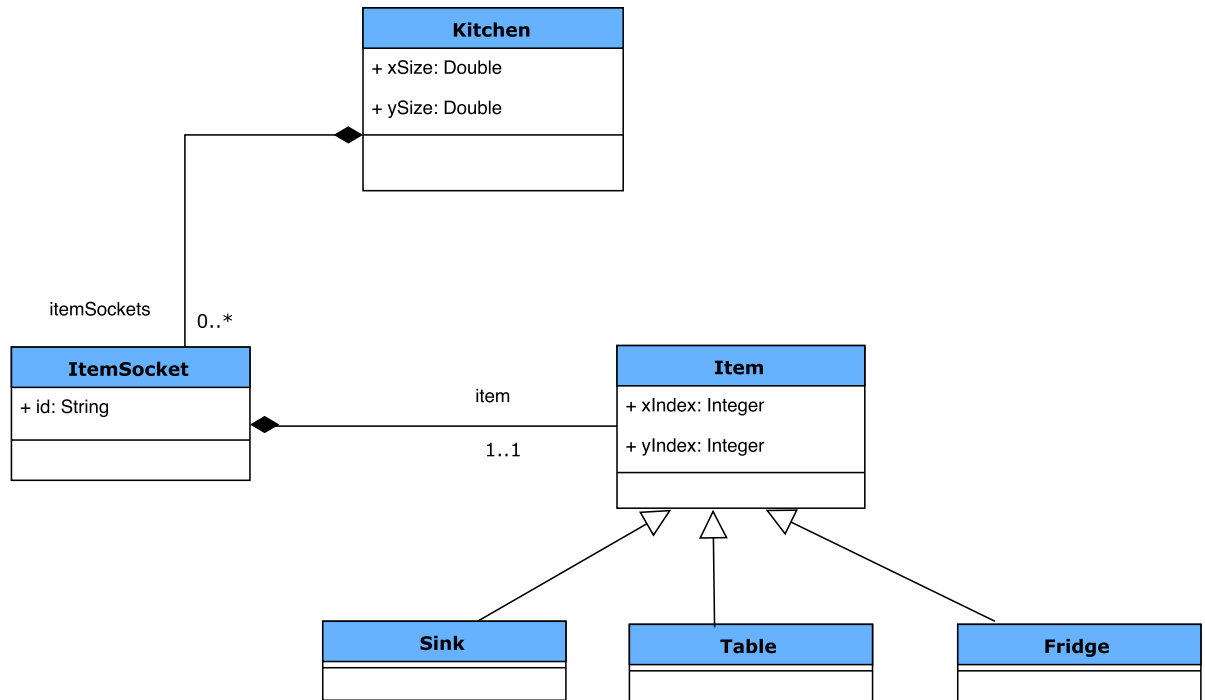 Kitchen
+ xSize: Double
+ ySize: Double
itemSockets
0..*
ItemSocket
+ id: String
item
1..1
Item
+ xIndex: Integer
+ yIndex: Integer
Sink
Table
Fridge